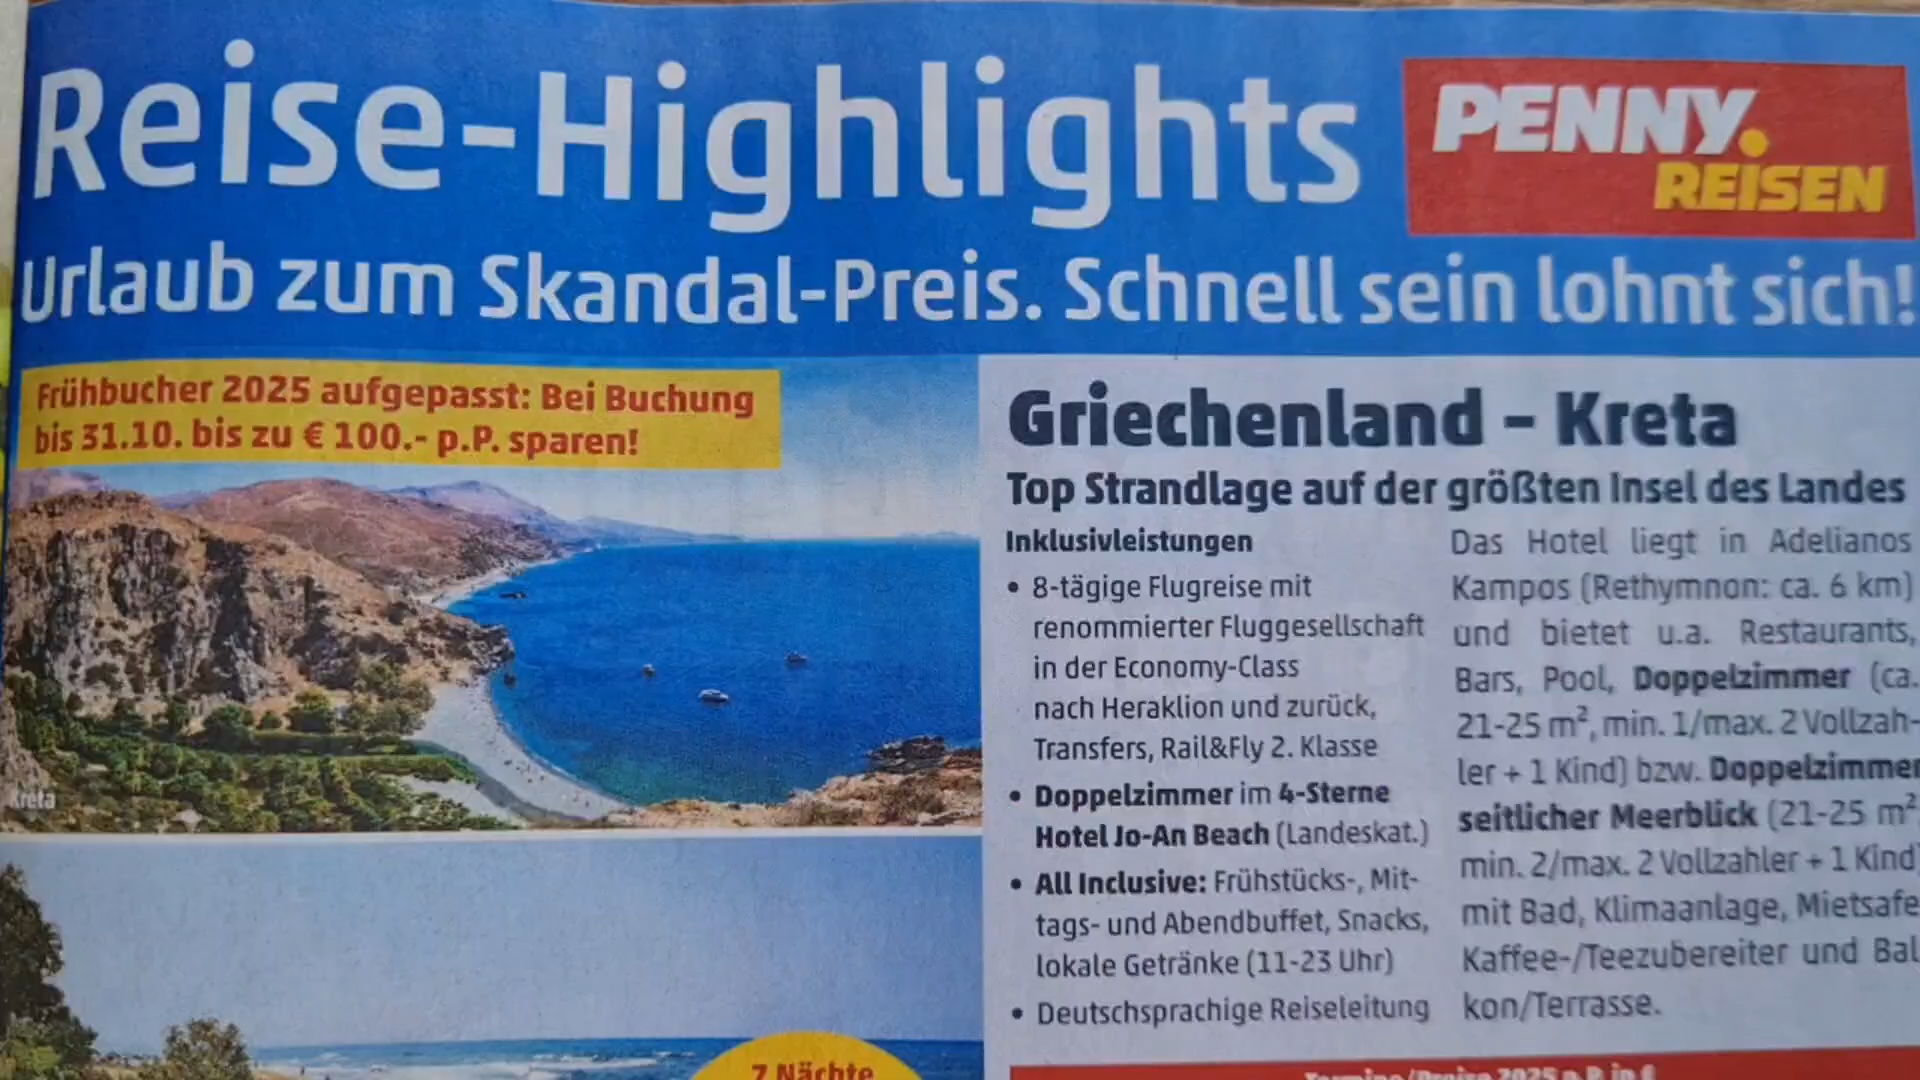 Reise-Highlights
PENNY.
REISEN
Urlaub zum Skandal-Preis. Schnell sein lohnt sich!
Frühbucher 2025 aufgepasst: Bei Buchung
bis 31.10. bis zu € 100.- p.P. sparen!
Kreta
7 Nächte
Griechenland – Kreta
Top Strandlage auf der größten Insel des Landes
Inklusivleistungen
• 8-tägige Flugreise mit
renommierter Fluggesellschaft
in der Economy-Class
nach Heraklion und zurück,
Transfers, Rail&Fly 2. Klasse
• Doppelzimmer im 4-Sterne
Hotel Jo-An Beach (Landeskat.)
• All Inclusive: Frühstücks-, Mit-
tags- und Abendbuffet, Snacks,
lokale Getränke (11-23 Uhr)
• Deutschsprachige Reiseleitung
Das Hotel liegt in Adelianos
Kampos (Rethymnon: ca. 6 km)
und bietet u.a. Restaurants,
Bars, Pool, Doppelzimmer (ca.
21-25 m², min. 1/max. 2 Vollzah-
ler + 1 Kind) bzw. Doppelzimmer
seitlicher Meerblick (21-25 m²
min. 2/max. 2 Vollzahler + 1 Kind)
mit Bad, Klimaanlage, Mietsafe
Kaffee-/Teezubereiter und Bal
kon/Terrasse.
Termine/Preise 2025 p.P. in €